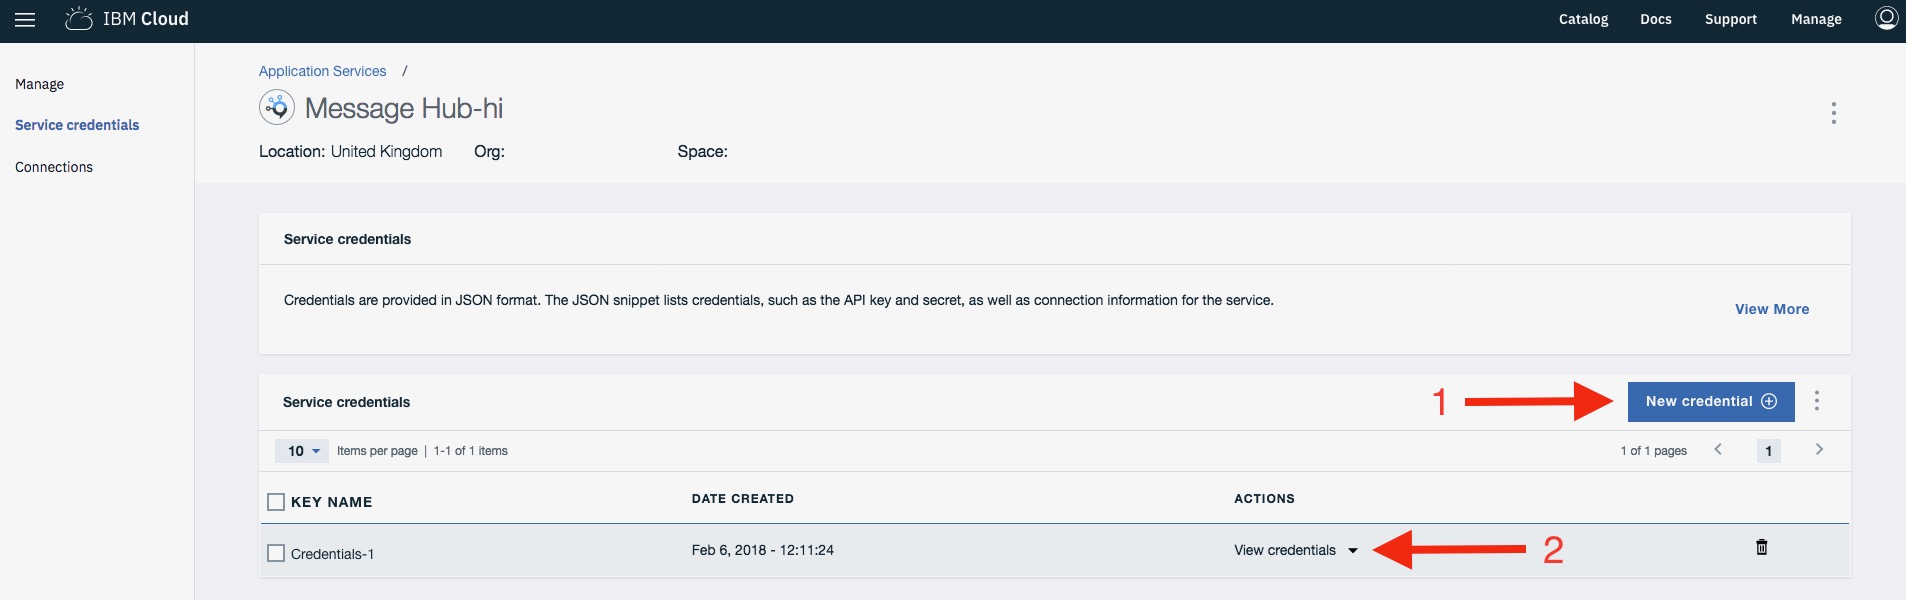 IBM Cloud
Catalog Docs Support Manage
Manage
Service credentials
Connections
Application Services /
Message Hub-hi
Location: United Kingdom Org: Space:
Service credentials
Credentials are provided in JSON format. The JSON snippet lists credentials, such as the API key and secret, as well as connection information for the service.
View More
Service credentials
1
New credential
10 Items per page | 1-1 of 1 items
1 of 1 pages < 1 >
KEY NAME DATE CREATED ACTIONS
Credentials-1 Feb 6, 2018 - 12:11:24 View credentials 2